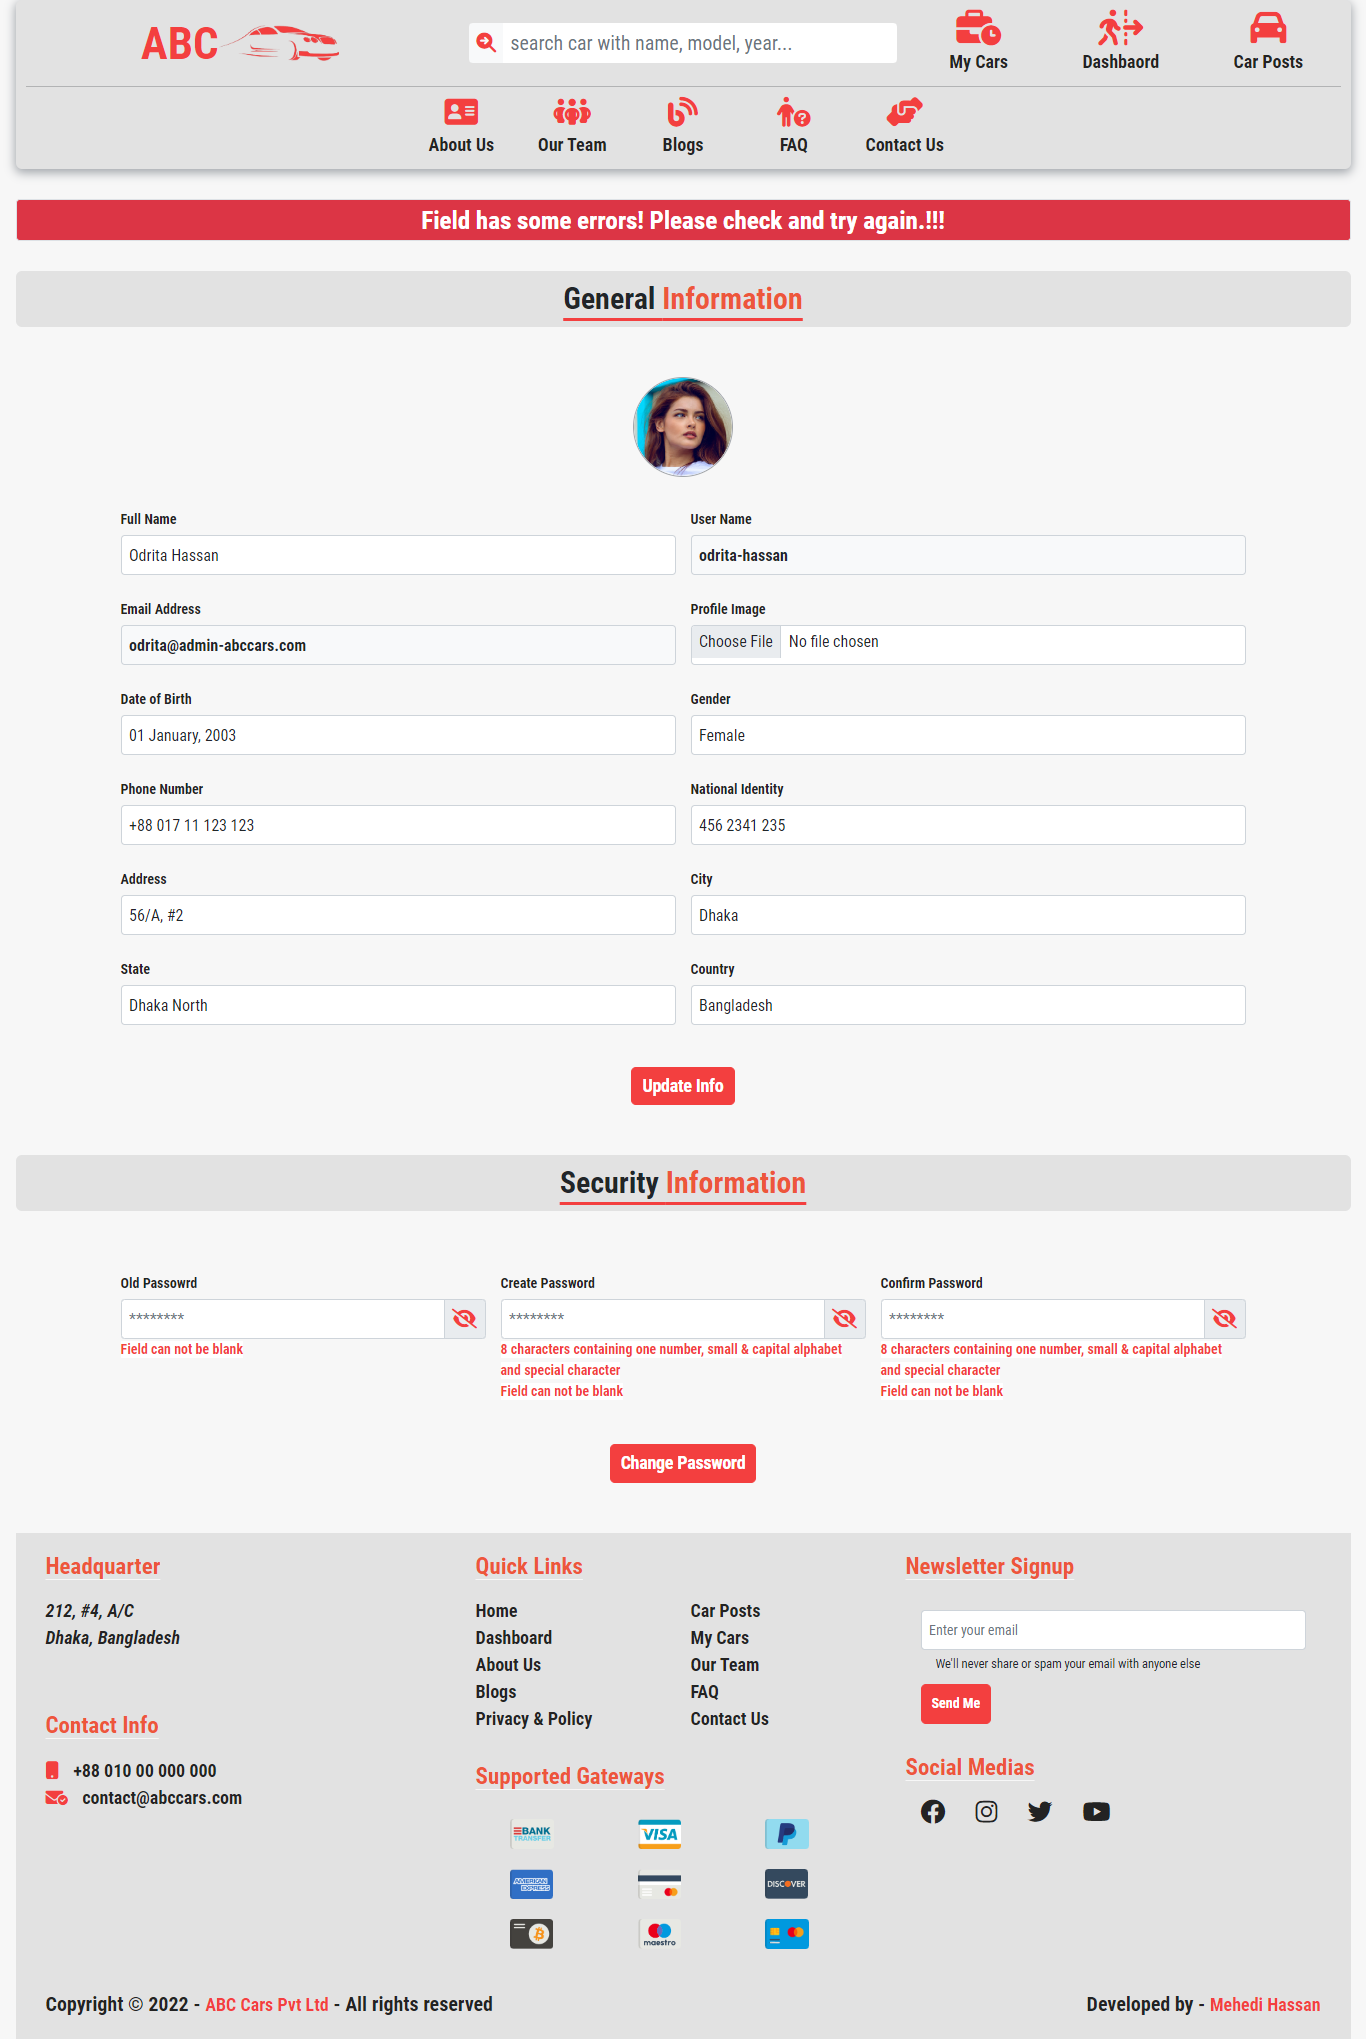 ABC
search car with name, model, year...
My Cars
Dashbaord
Car Posts
About Us
Our Team
Blogs
FAQ
Contact Us
Field has some errors! Please check and try again.!!!
General Information
Full Name
User Name
Odrita Hassan
odrita-hassan
Email Address
Profile Image
odrita@admin-abccars.com
Choose File No file chosen
Date of Birth
Gender
01 January, 2003
Female
Phone Number
National Identity
+88 017 11 123 123
456 2341 235
Address
City
56/A, #2
Dhaka
State
Country
Dhaka North
Bangladesh
Update Info
Security Information
Old Passowrd
Create Password
Confirm Password
********
********
********
Field can not be blank
8 characters containing one number, small & capital alphabet
and special character
Field can not be blank
8 characters containing one number, small & capital alphabet
and special character
Field can not be blank
Change Password
Headquarter
212, #4, A/C
Dhaka, Bangladesh
Contact Info
+88 010 00 000 000
contact@abccars.com
Quick Links
Home
Dashboard
About Us
Blogs
Privacy & Policy
Car Posts
My Cars
Our Team
FAQ
Contact Us
Supported Gateways
BANK
TRANSFER
VISA
AMERICAN
EXPRESS
DISCOVER
maestro
Newsletter Signup
Enter your email
We'll never share or spam your email with anyone else
Send Me
Social Medias
Copyright © 2022 - ABC Cars Pvt Ltd - All rights reserved
Developed by - Mehedi Hassan